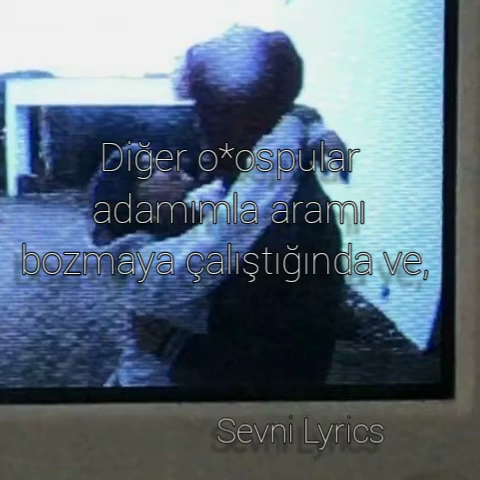 Diğer o*ospular
adamımla aramı
bozmaya çalıştığında ve,
Sevni Lyrics